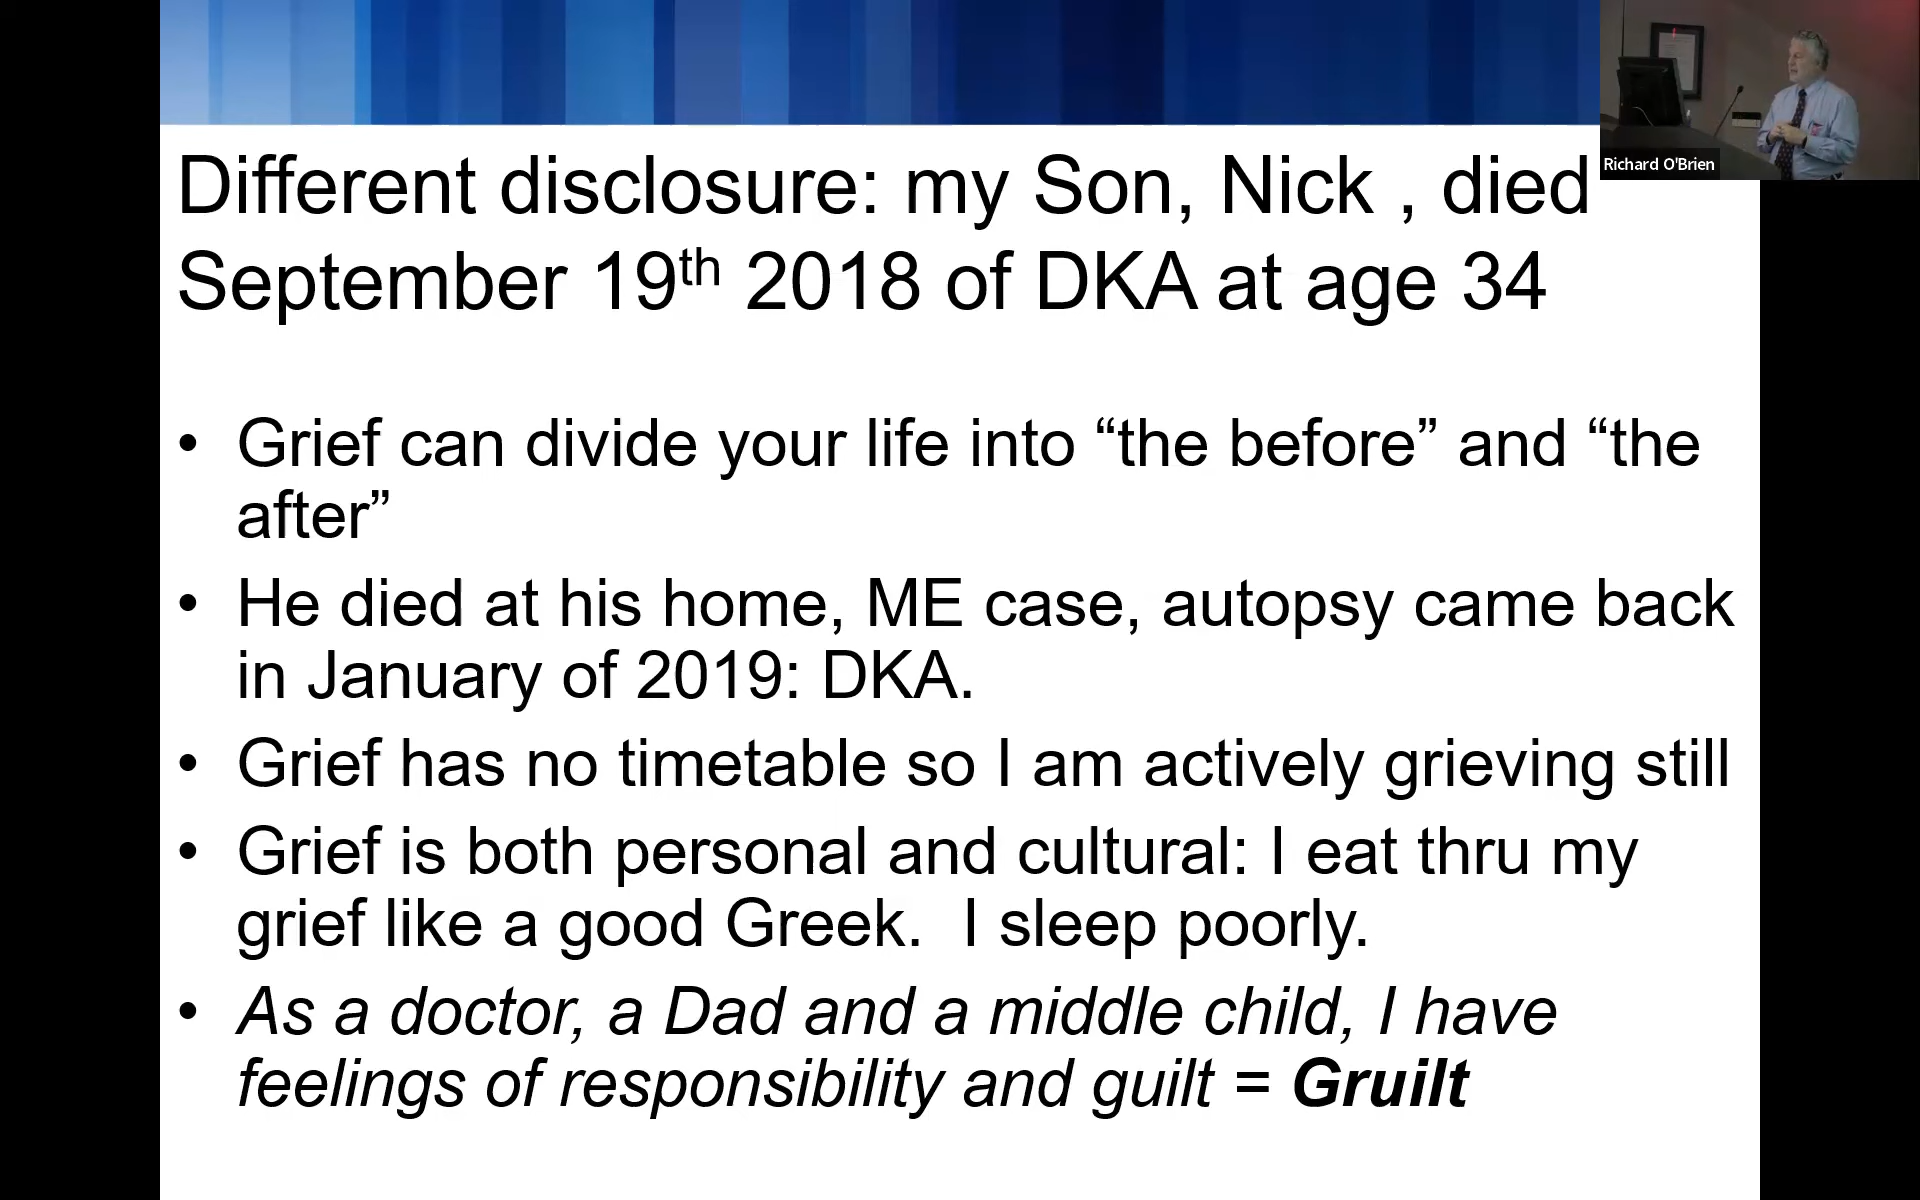 Richard O'Brien
Different disclosure: my Son, Nick , died
September 19th 2018 of DKA at age 34
• Grief can divide your life into “the before” and “the
after”
• He died at his home, ME case, autopsy came back
in January of 2019: DKA.
• Grief has no timetable so I am actively grieving still
• Grief is both personal and cultural: I eat thru my
grief like a good Greek.  I sleep poorly.
• As a doctor, a Dad and a middle child, I have
feelings of responsibility and guilt = Gruilt